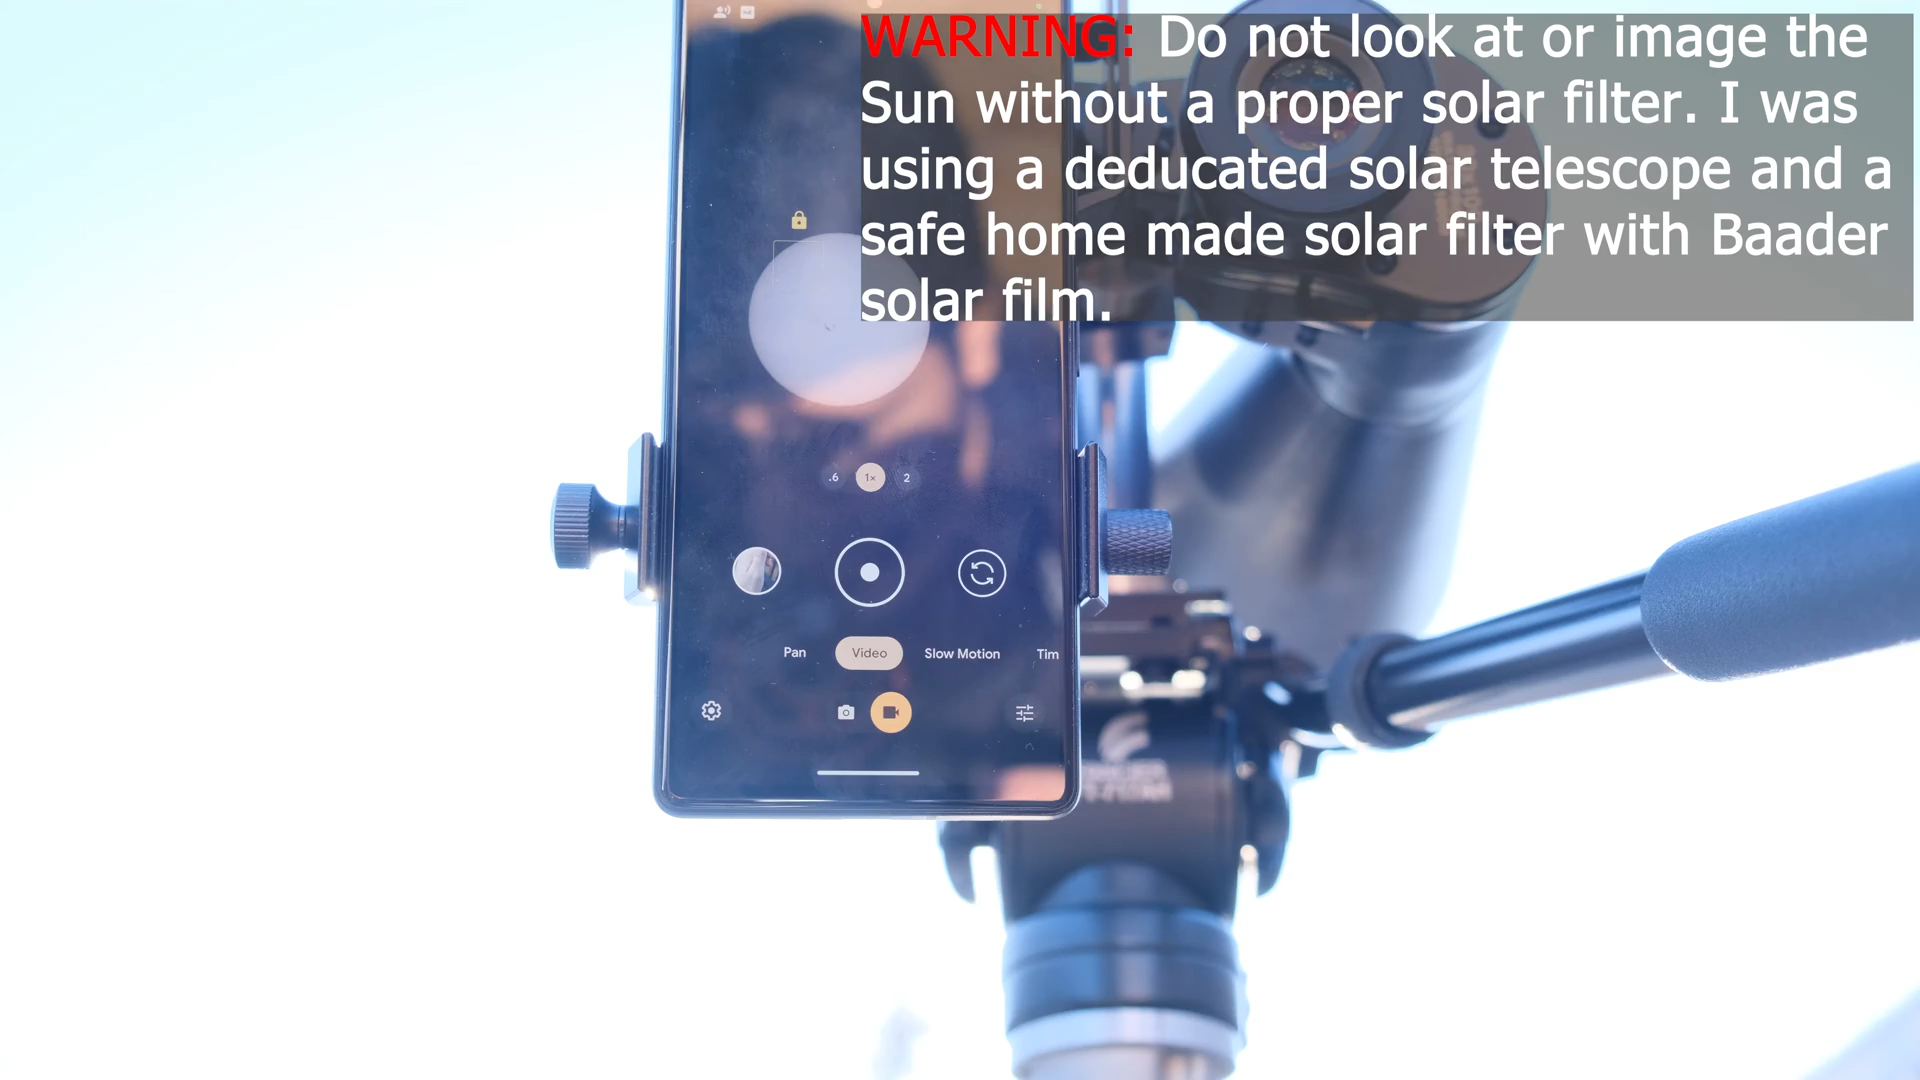 WARNING: Do not look at or image the
Sun without a proper solar filter. I was
using a deducated solar telescope and a
safe home made solar filter with Baader
solar film.
.6 1× 2
Pan Video Slow Motion Tim